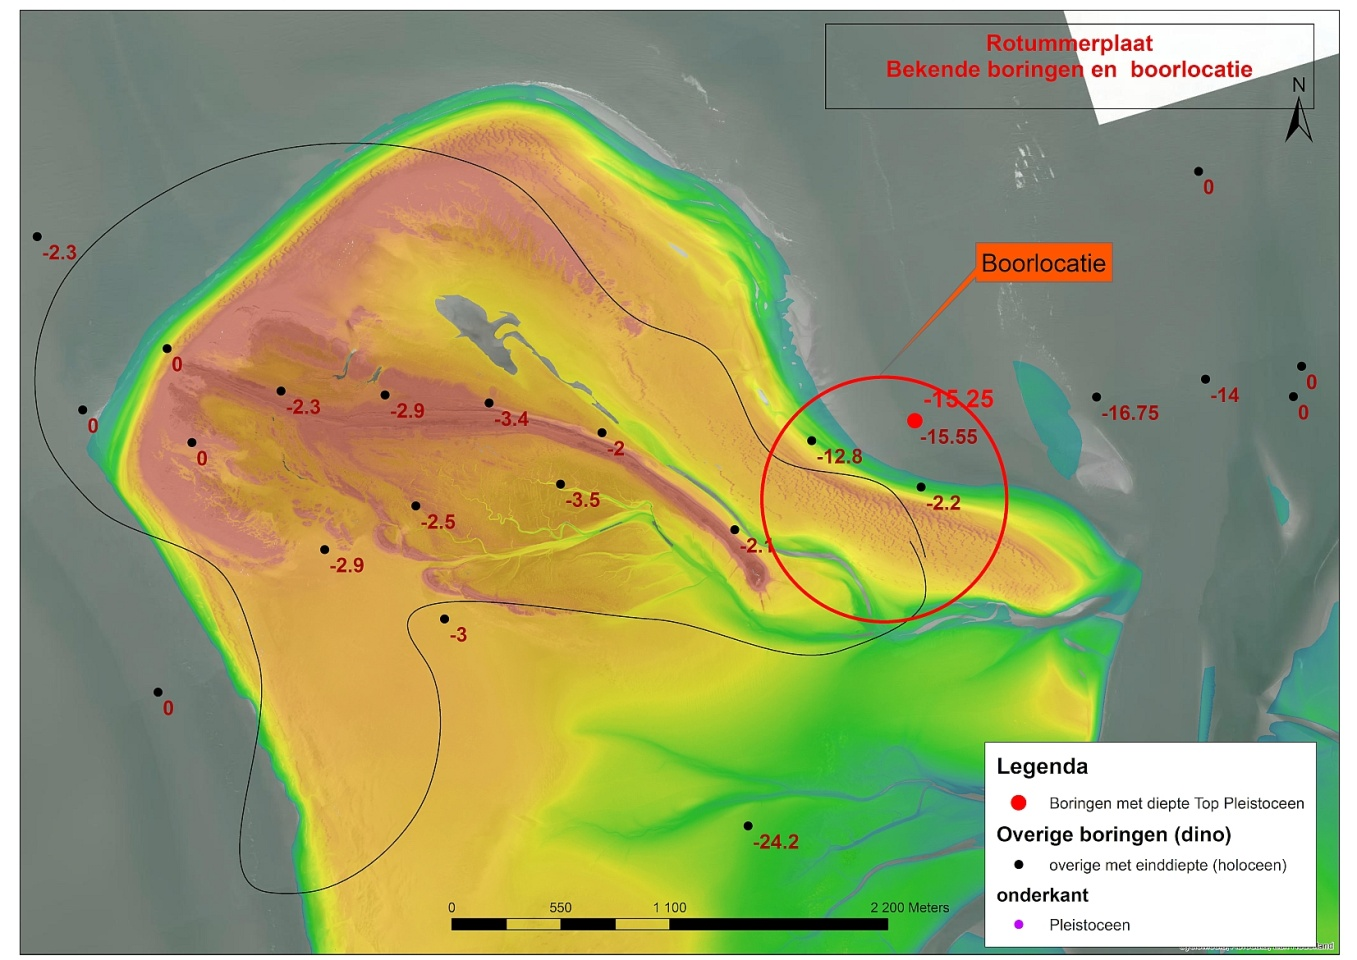 Rotummerplaat
Bekende boringen en boorlocatie
N
0
-2.3
Boorlocatie
0
0
-2.3
-2.9
-3.4
0
-15.25
-16.75
-14
0
0
-2
-15.55
0
-12.8
-3.5
-2.2
-2.5
-2.1
-2.9
-3
0
-24.2
Legenda
Boringen met diepte Top Pleistoceen
Overige boringen (dino)
overige met einddiepte (holoceen)
onderkant
Pleistoceen
0 550 1 100 2 200 Meters